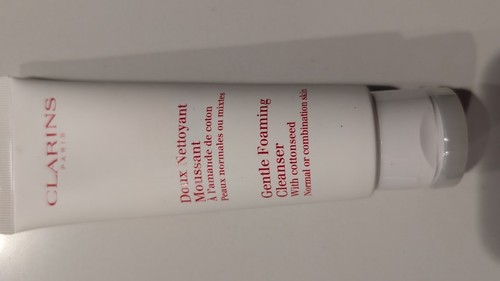 CLARINS
PARIS
Doux Nettoyant
Moussant
A l'amande de coton
Peaux normales ou mixtes
Gentle Foaming
Cleanser
With cottonseed
Normal or combination skin